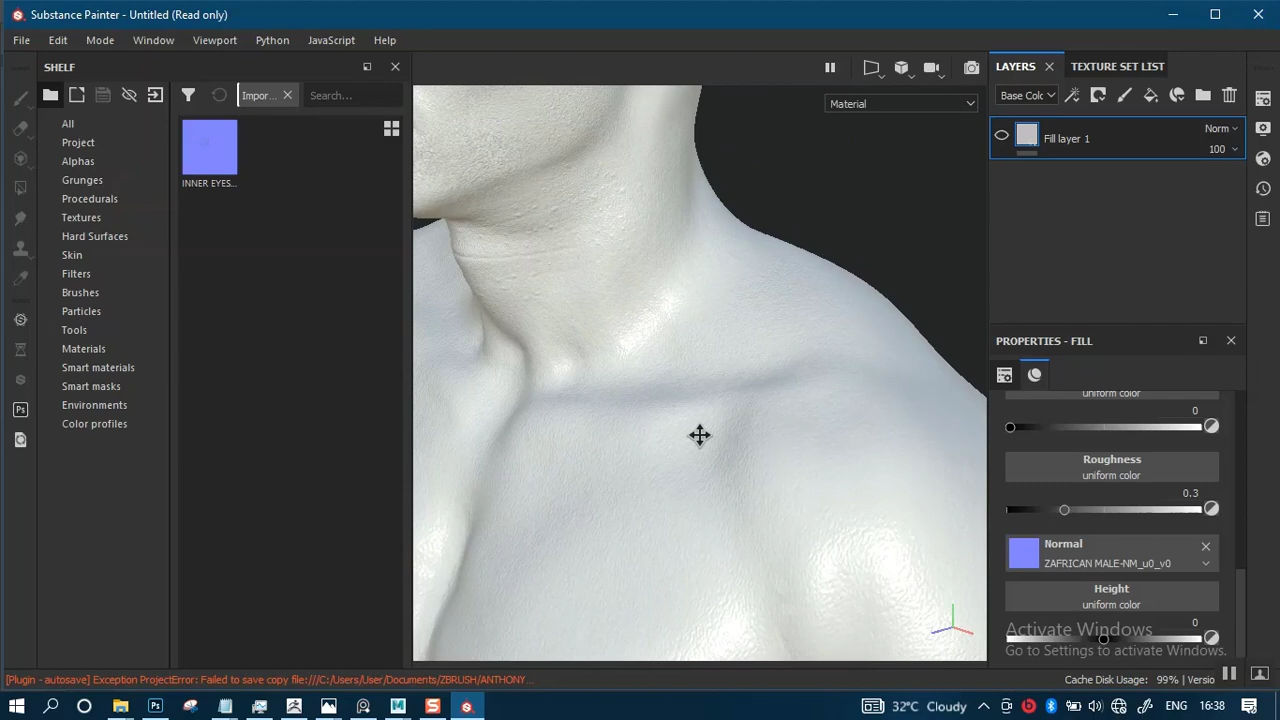 Substance Painter - Untitled (Read only)
File Edit Mode Window Viewport Python JavaScript Help
SHELF
Impor...
Search...
All
Project
Alphas
Grunges
Procedurals
Textures
Hard Surfaces
Skin
Filters
Brushes
Particles
Tools
Materials
Smart materials
Smart masks
Environments
Color profiles
INNER EYES...
Material
LAYERS
TEXTURE SET LIST
Base Colc
Fill layer 1
Norm
100
PROPERTIES - FILL
uniform color
0
Roughness
uniform color
0.3
Normal
ZAFRICAN MALE-NM_u0_v0
Height
uniform color
0
Activate Windows
Go to Settings to activate Windows.
Ps
[Plugin - autosave] Exception ProjectError: Failed to save copy file:///C:/Users/User/Documents/ZBRUSH/ANTHONY...
Cache Disk Usage: 99% | Versio
Ps
M
S
32°C Cloudy
ENG
16:38